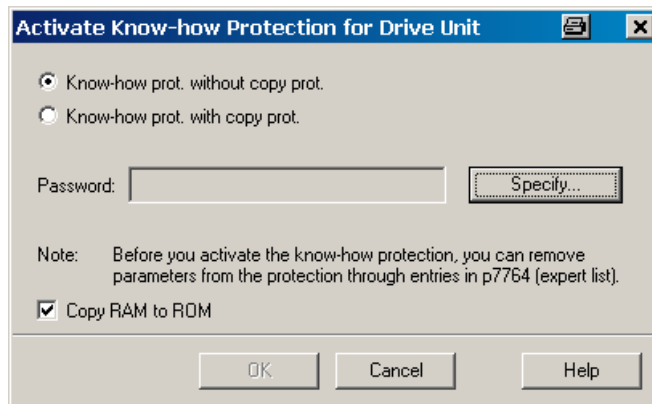 Activate Know-how Protection for Drive Unit
Know-how prot. without copy prot.
Know-how prot. with copy prot.
Password:
Specify...
Note: Before you activate the know-how protection, you can remove
parameters from the protection through entries in p7764 (expert list).
Copy RAM to ROM
OK Cancel Help